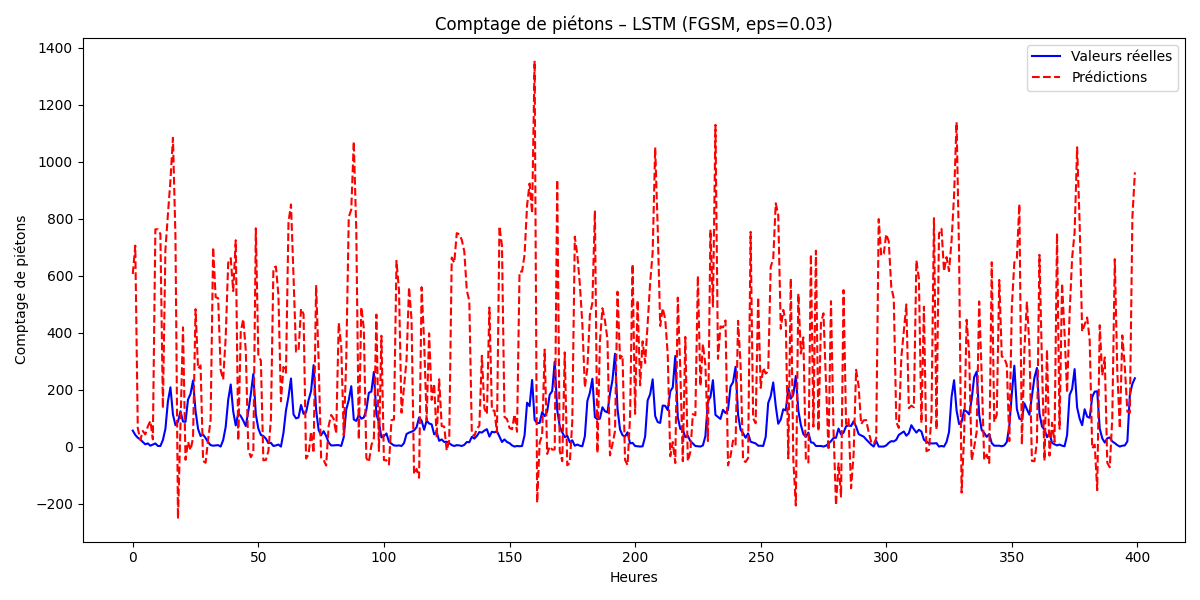 Comptage de piétons – LSTM (FGSM, eps=0.03)
Valeurs réelles
Prédictions
Comptage de piétons
1400
1200
1000
800
600
400
200
0
−200
0 50 100 150 200 250 300 350 400
Heures